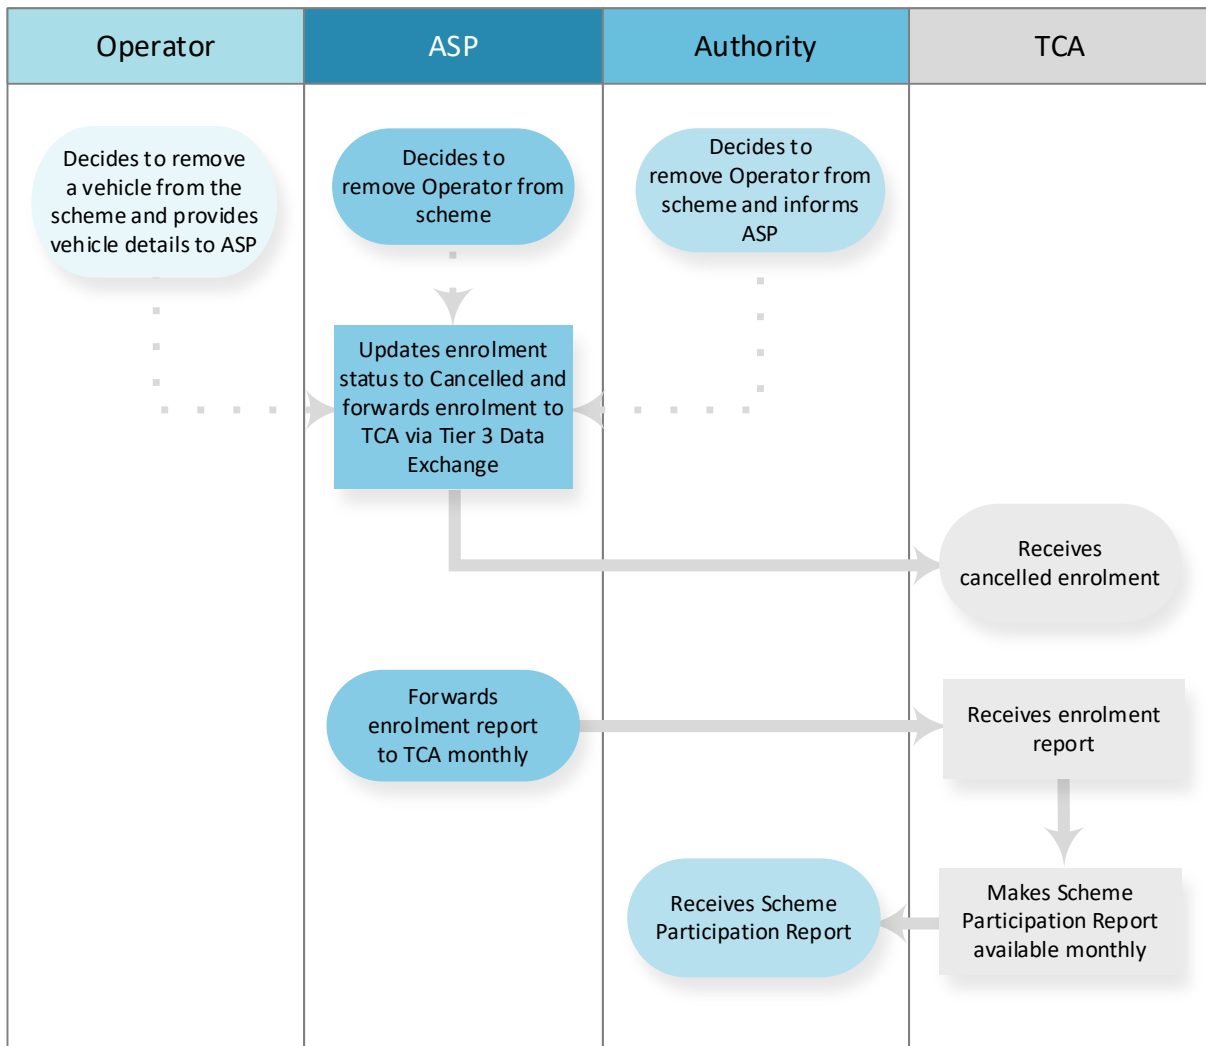 Operator
ASP
Authority
TCA
Decides to remove
a vehicle from the
scheme and provides
vehicle details to ASP
Decides to
remove Operator from
scheme
Decides to
remove Operator from
scheme and informs
ASP
Updates enrolment
status to Cancelled and
forwards enrolment to
TCA via Tier 3 Data
Exchange
Receives
cancelled enrolment
Forwards
enrolment report
to TCA monthly
Receives enrolment
report
Receives Scheme
Participation Report
Makes Scheme
Participation Report
available monthly